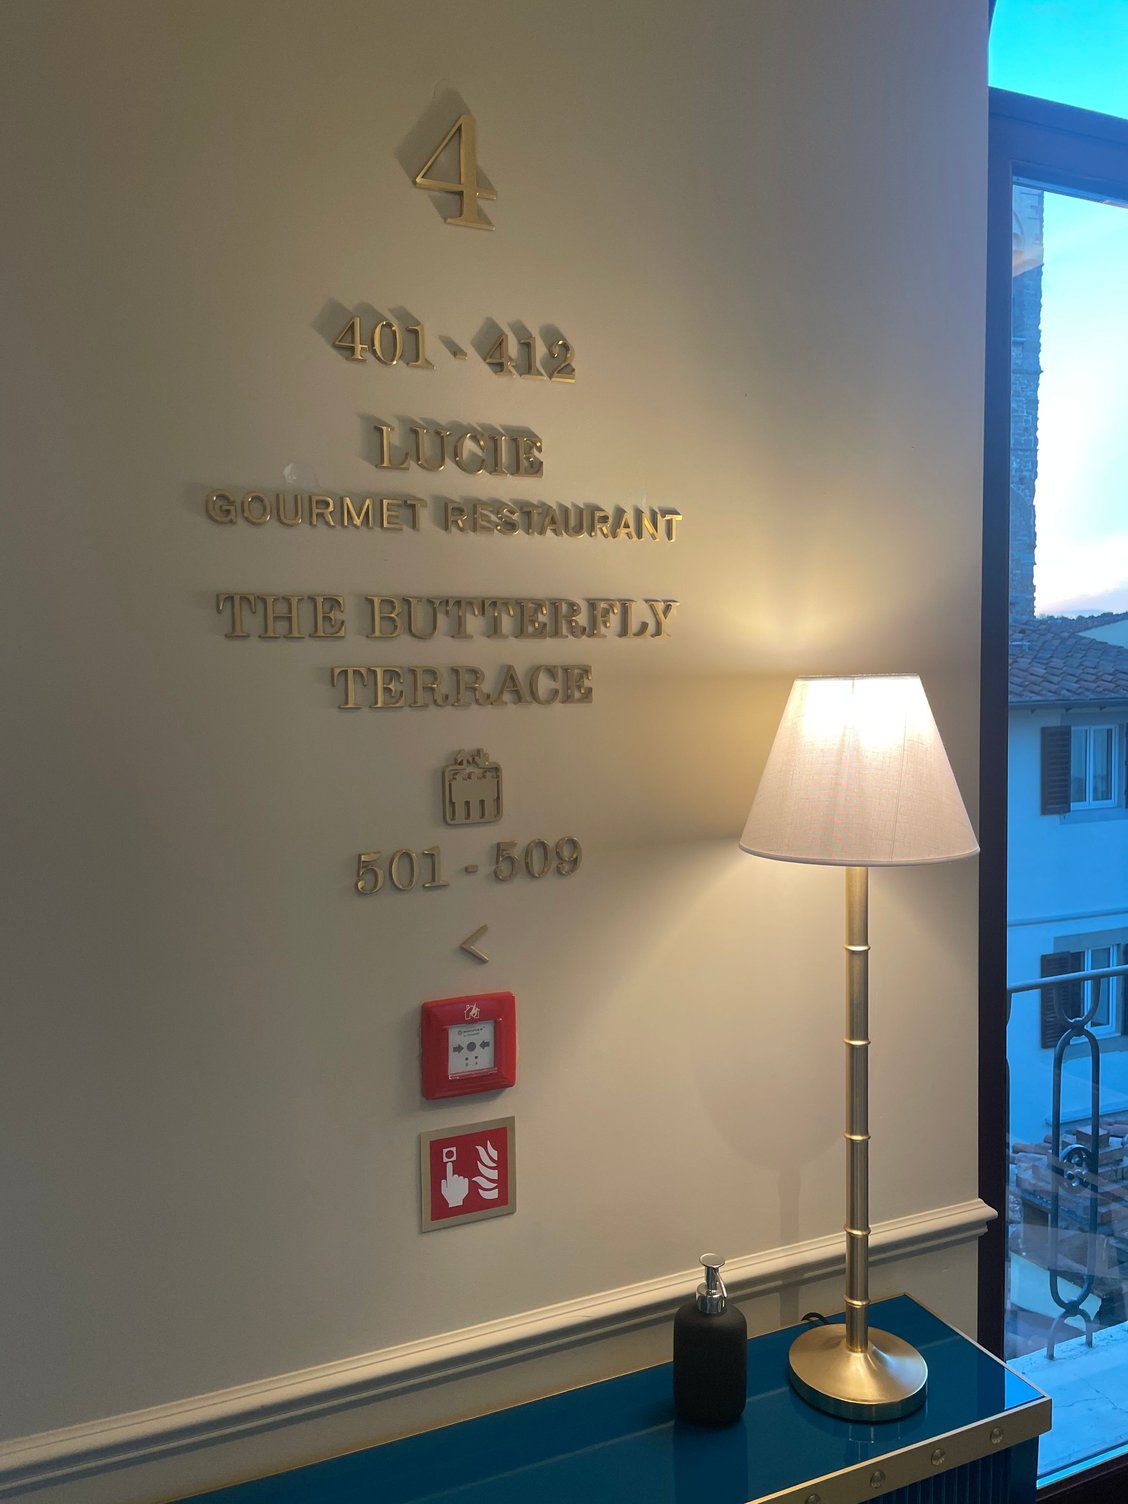 4
401 - 412
LUCIE
GOURMET RESTAURANT
THE BUTTERFLY
TERRACE
501 - 509
<